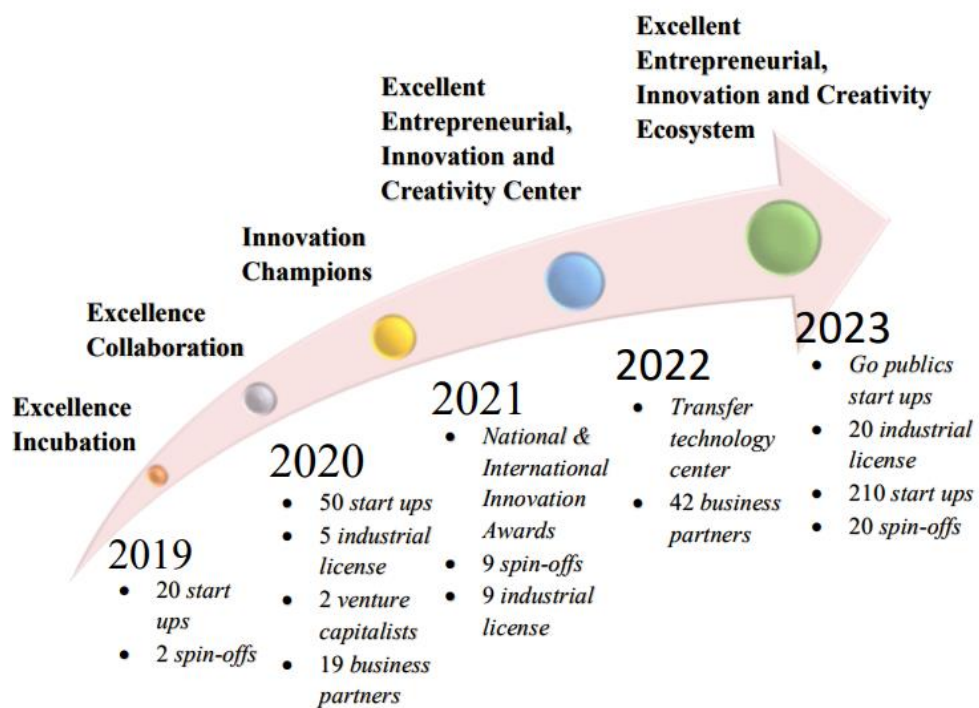 Excellence
Incubation
Excellence
Collaboration
Innovation
Champions
Excellent
Entrepreneurial,
Innovation and
Creativity Center
Excellent
Entrepreneurial,
Innovation and Creativity
Ecosystem
2019
• 20 start
ups
• 2 spin-offs
2020
• 50 start ups
• 5 industrial
license
• 2 venture
capitalists
• 19 business
partners
2021
• National &
International
Innovation
Awards
• 9 spin-offs
• 9 industrial
license
2022
• Transfer
technology
center
• 42 business
partners
2023
• Go publics
start ups
• 20 industrial
license
• 210 start ups
• 20 spin-offs